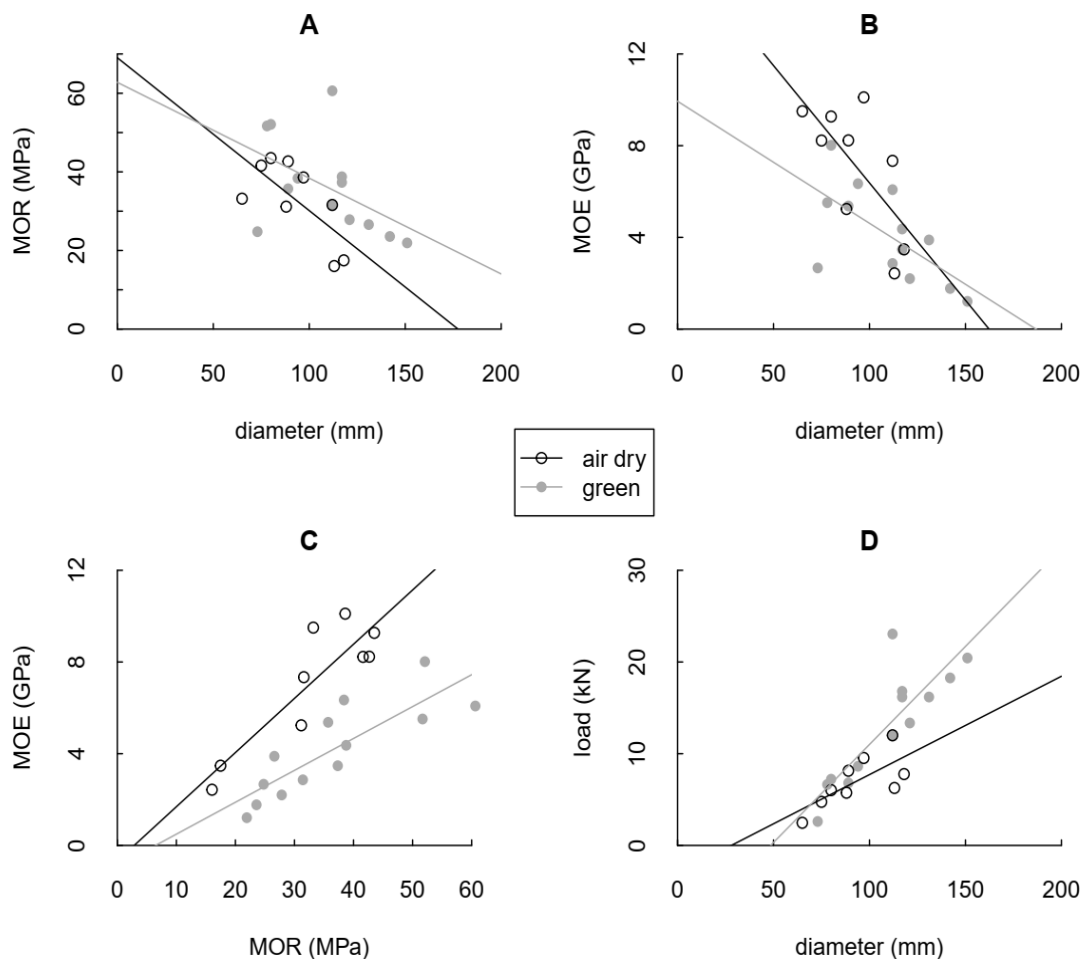 A
MOR (MPa)
0 20 40 60
0 50 100 150 200
diameter (mm)
B
MOE (GPa)
0 4 8 12
0 50 100 150 200
diameter (mm)
air dry
green
C
MOE (GPa)
0 4 8 12
0 10 20 30 40 50 60
MOR (MPa)
D
load (kN)
0 10 20 30
0 50 100 150 200
diameter (mm)